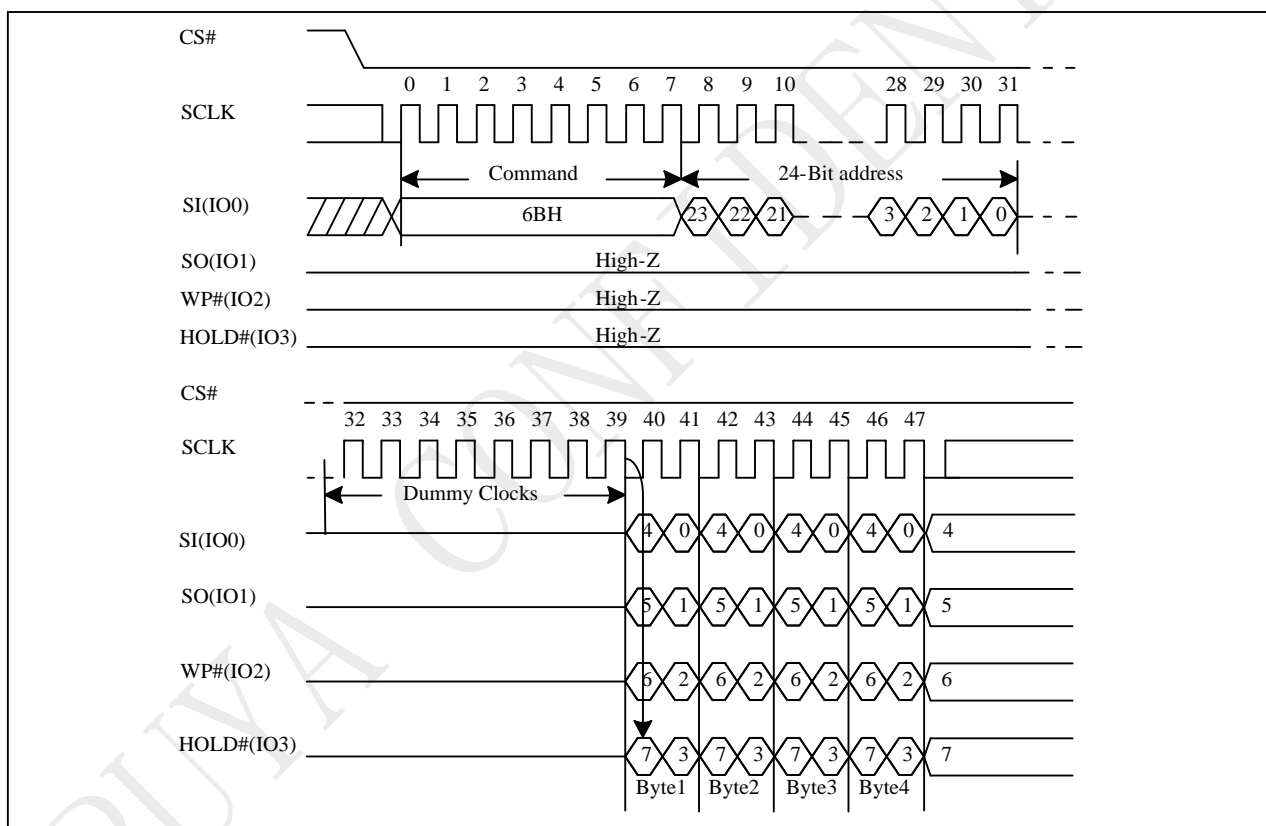 CS#
0 1 2 3 4 5 6 7 8 9 10 28 29 30 31
SCLK
Command 24-Bit address
SI(IO0) 6BH 23 22 21 3 2 1 0
SO(IO1) High-Z
WP#(IO2) High-Z
HOLD#(IO3) High-Z
CS#
32 33 34 35 36 37 38 39 40 41 42 43 44 45 46 47
SCLK
Dummy Clocks
SI(IO0) 4 0 4 0 4 0 4 0 4
SO(IO1) 5 1 5 1 5 1 5 1 5
WP#(IO2) 6 2 6 2 6 2 6 2 6
HOLD#(IO3) 7 3 7 3 7 3 7 3 7
Byte1 Byte2 Byte3 Byte4
PUYA CONFIDENT